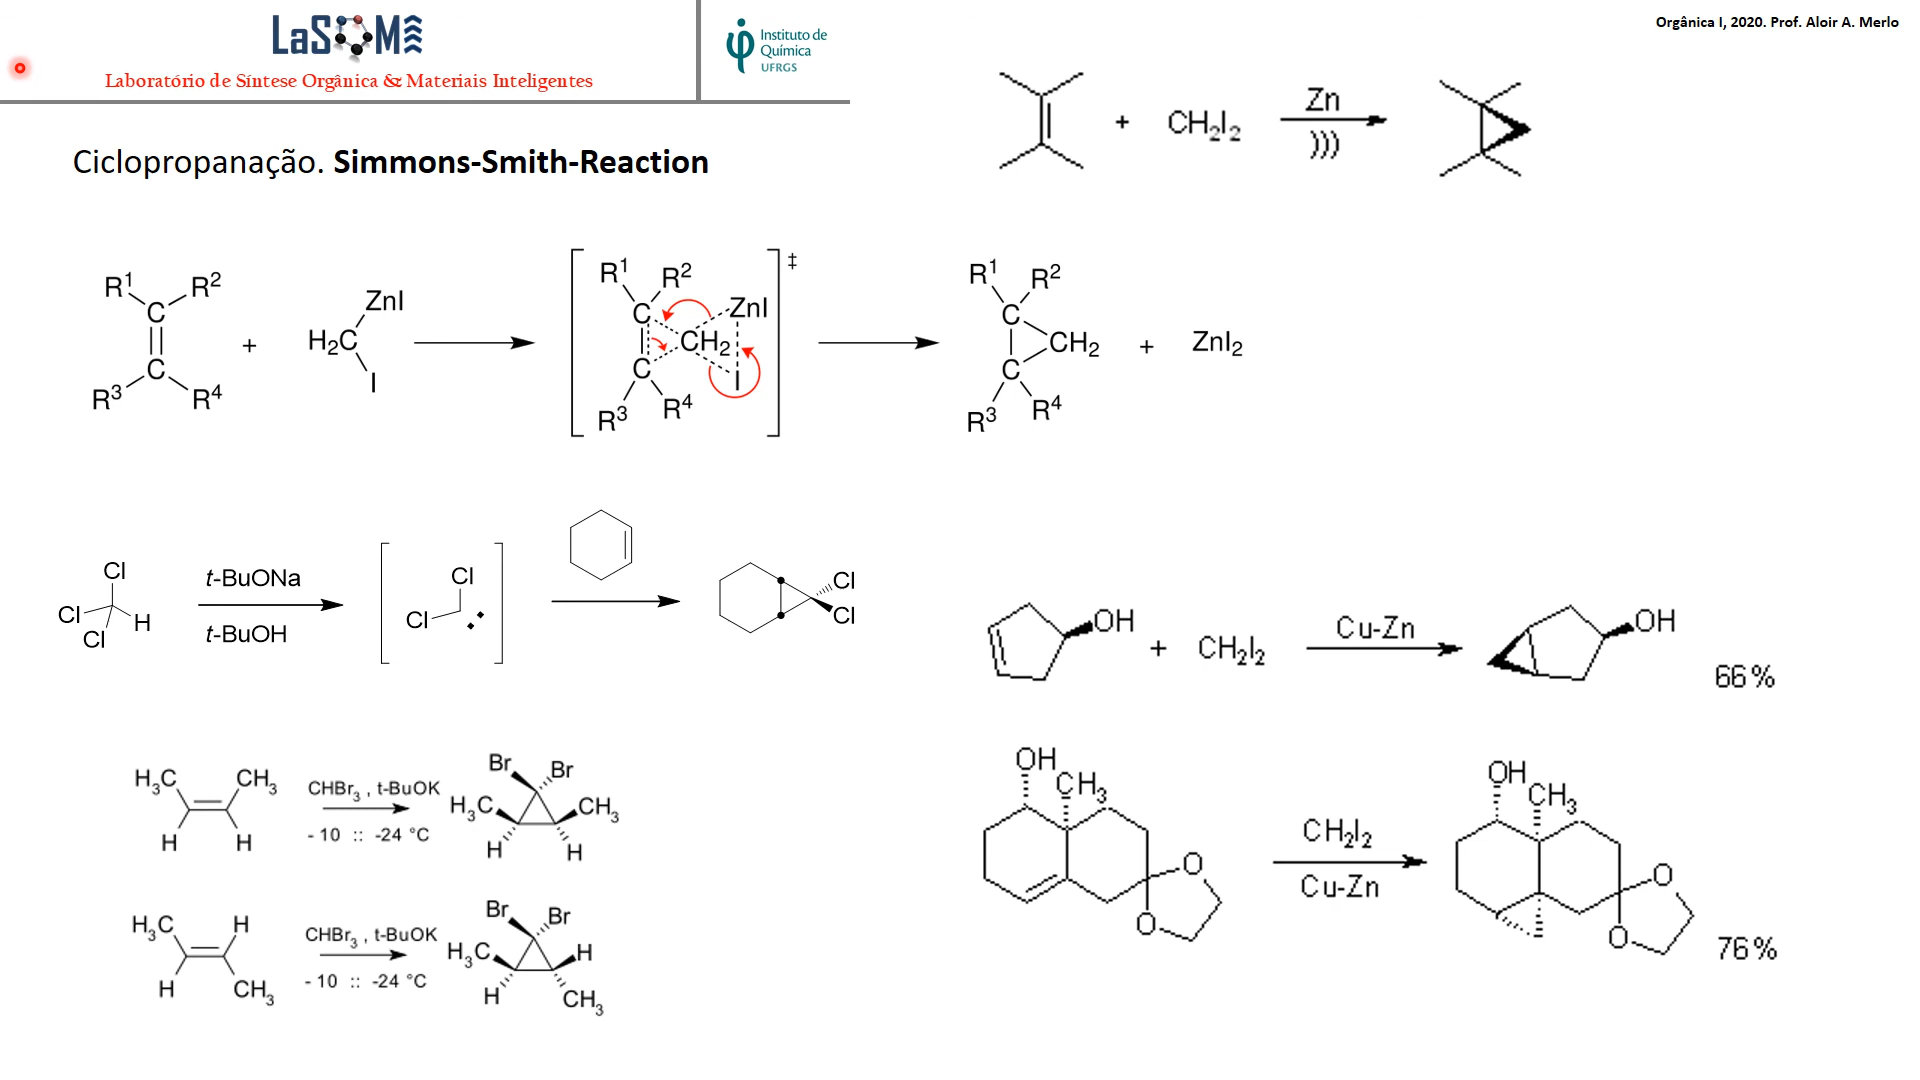 LaSOMI
Laboratório de Síntese Orgânica & Materiais Inteligentes
Instituto de
Química
UFRGS
Orgânica I, 2020. Prof. Aloir A. Merlo
+ CH2I2 Zn )))
Ciclopropanação. Simmons-Smith-Reaction
R1 R2 C C R3 R4 + H2C ZnI I
R1 R2 C C R3 R4 CH2 ZnI I ‡
R1 R2 C C CH2 R3 R4 + ZnI2
Cl Cl Cl H t-BuONa t-BuOH Cl Cl Cl Cl
OH + CH2I2 Cu-Zn OH 66%
H3C CH3 H H CHBr3 , t-BuOK - 10 :: -24 °C Br Br H3C CH3 H H
OH CH3 O O CH2I2 Cu-Zn OH CH3 O O 76%
H3C H H CH3 CHBr3 , t-BuOK - 10 :: -24 °C Br Br H3C H H CH3